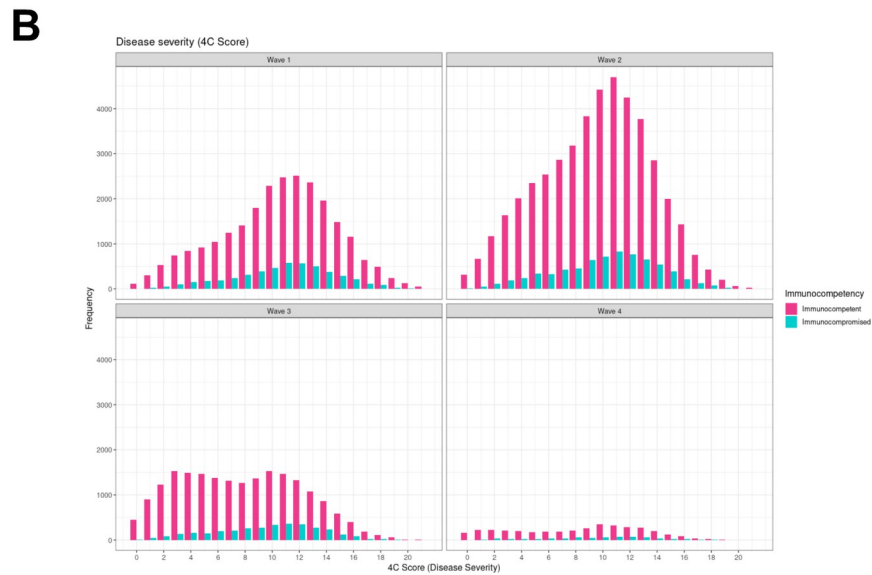 B
Disease severity (4C Score)
Wave 1
Wave 2
4000
3000
2000
1000
0
Frequency
Immunocompetency
Immunocompetent
Immunocompromised
Wave 3
Wave 4
4000
3000
2000
1000
0
0 2 4 6 8 10 12 14 16 18 20
0 2 4 6 8 10 12 14 16 18 20
4C Score (Disease Severity)